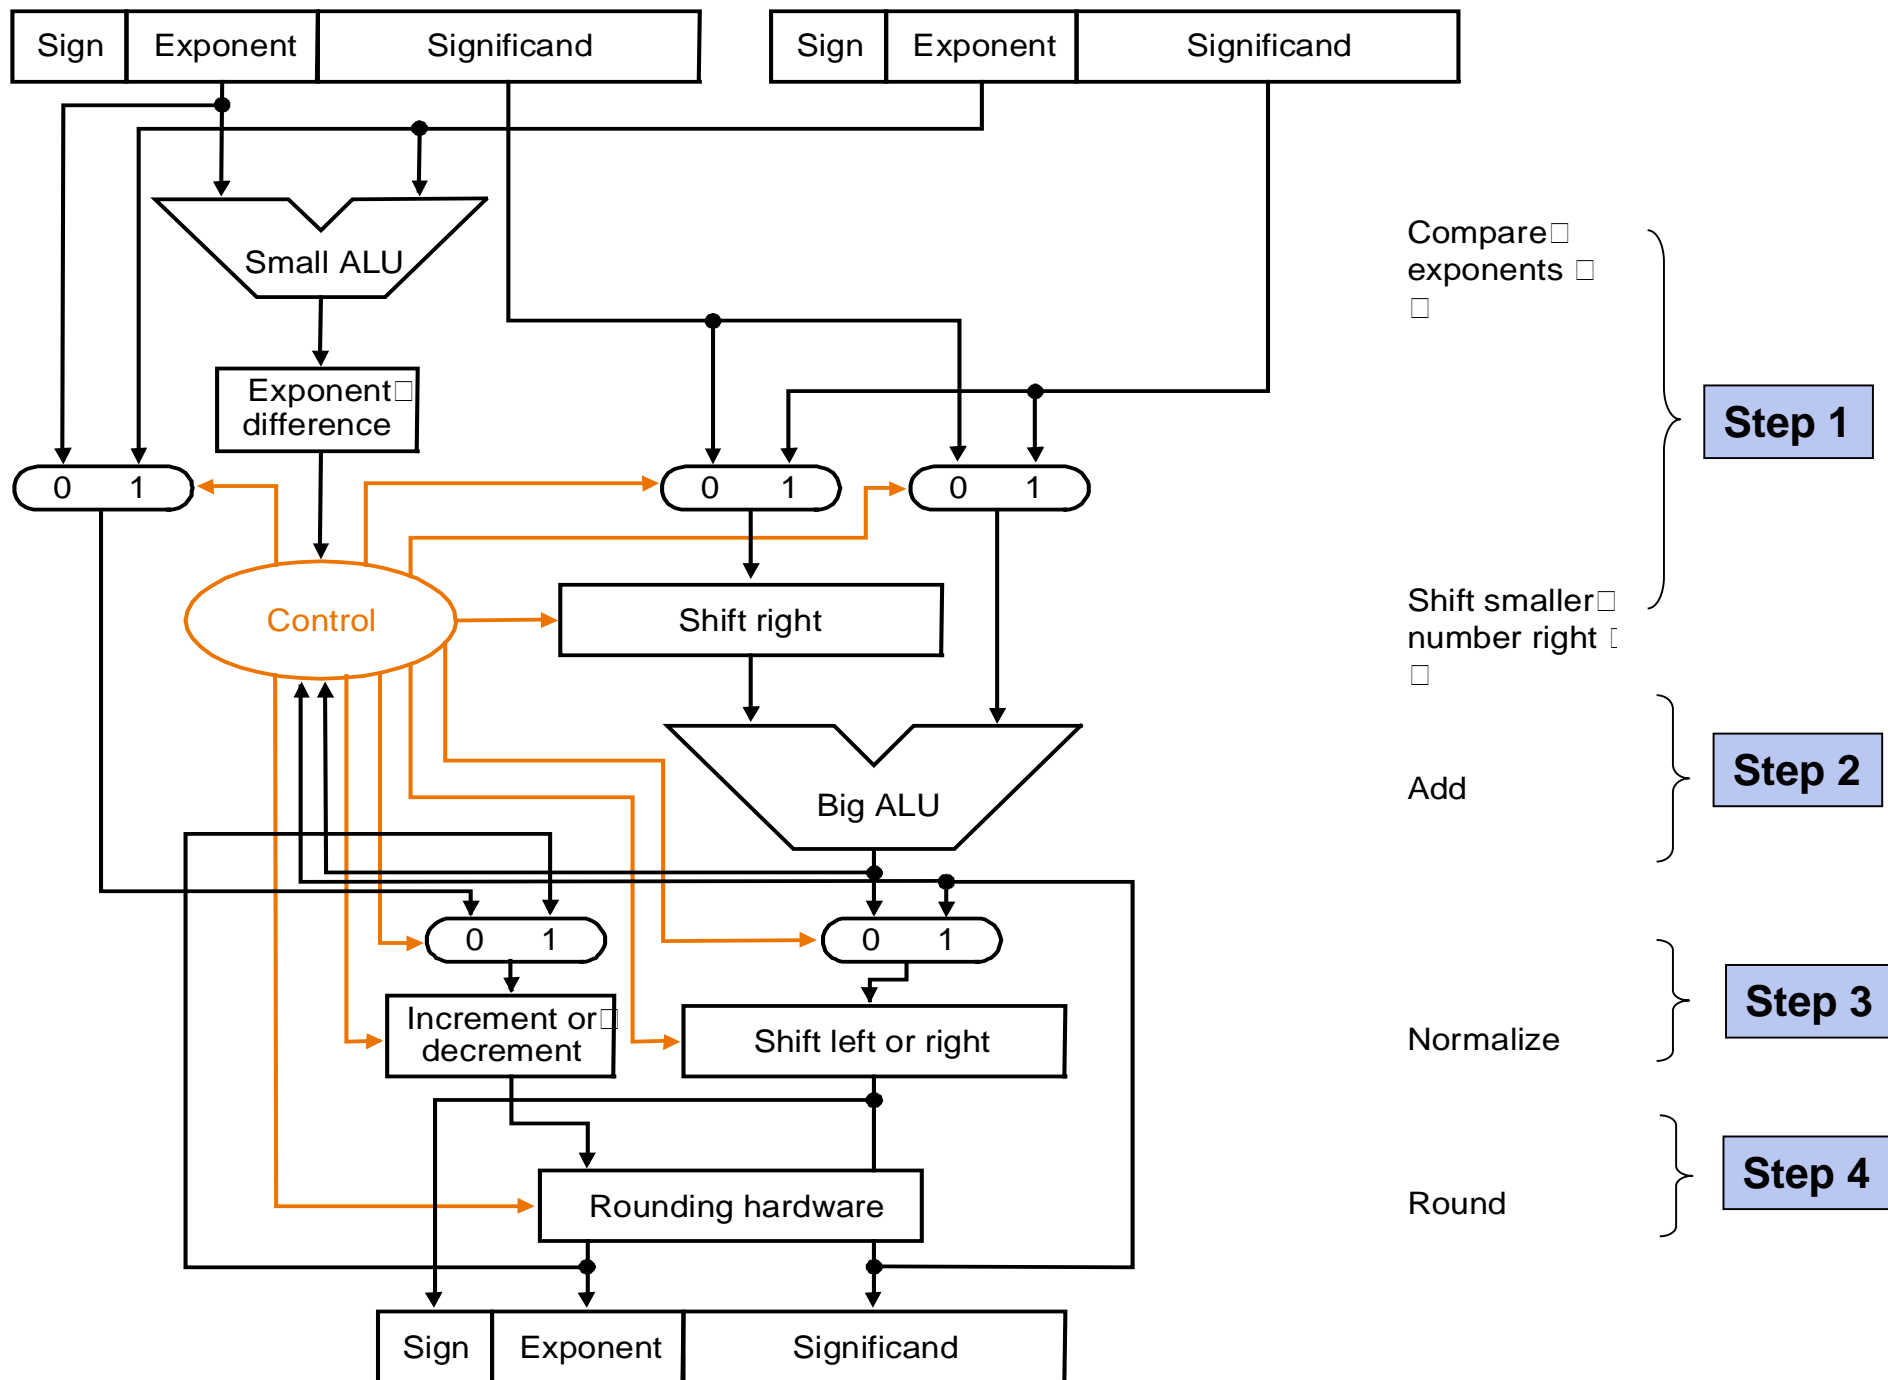 Sign Exponent Significand Sign Exponent Significand
Small ALU
Compare
exponents
Exponent
difference
Step 1
0 1 0 1 0 1
Control
Shift right
Shift smaller
number right
Big ALU
Add
Step 2
0 1 0 1
Increment or
decrement
Shift left or right
Normalize
Step 3
Rounding hardware
Round
Step 4
Sign Exponent Significand